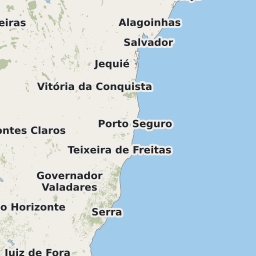 Alagoinhas
eiras
Salvador
Jequié
Vitória da Conquista
Porto Seguro
ontes Claros
Teixeira de Freitas
Governador
Valadares
o Horizonte
Serra
Juiz de Fora